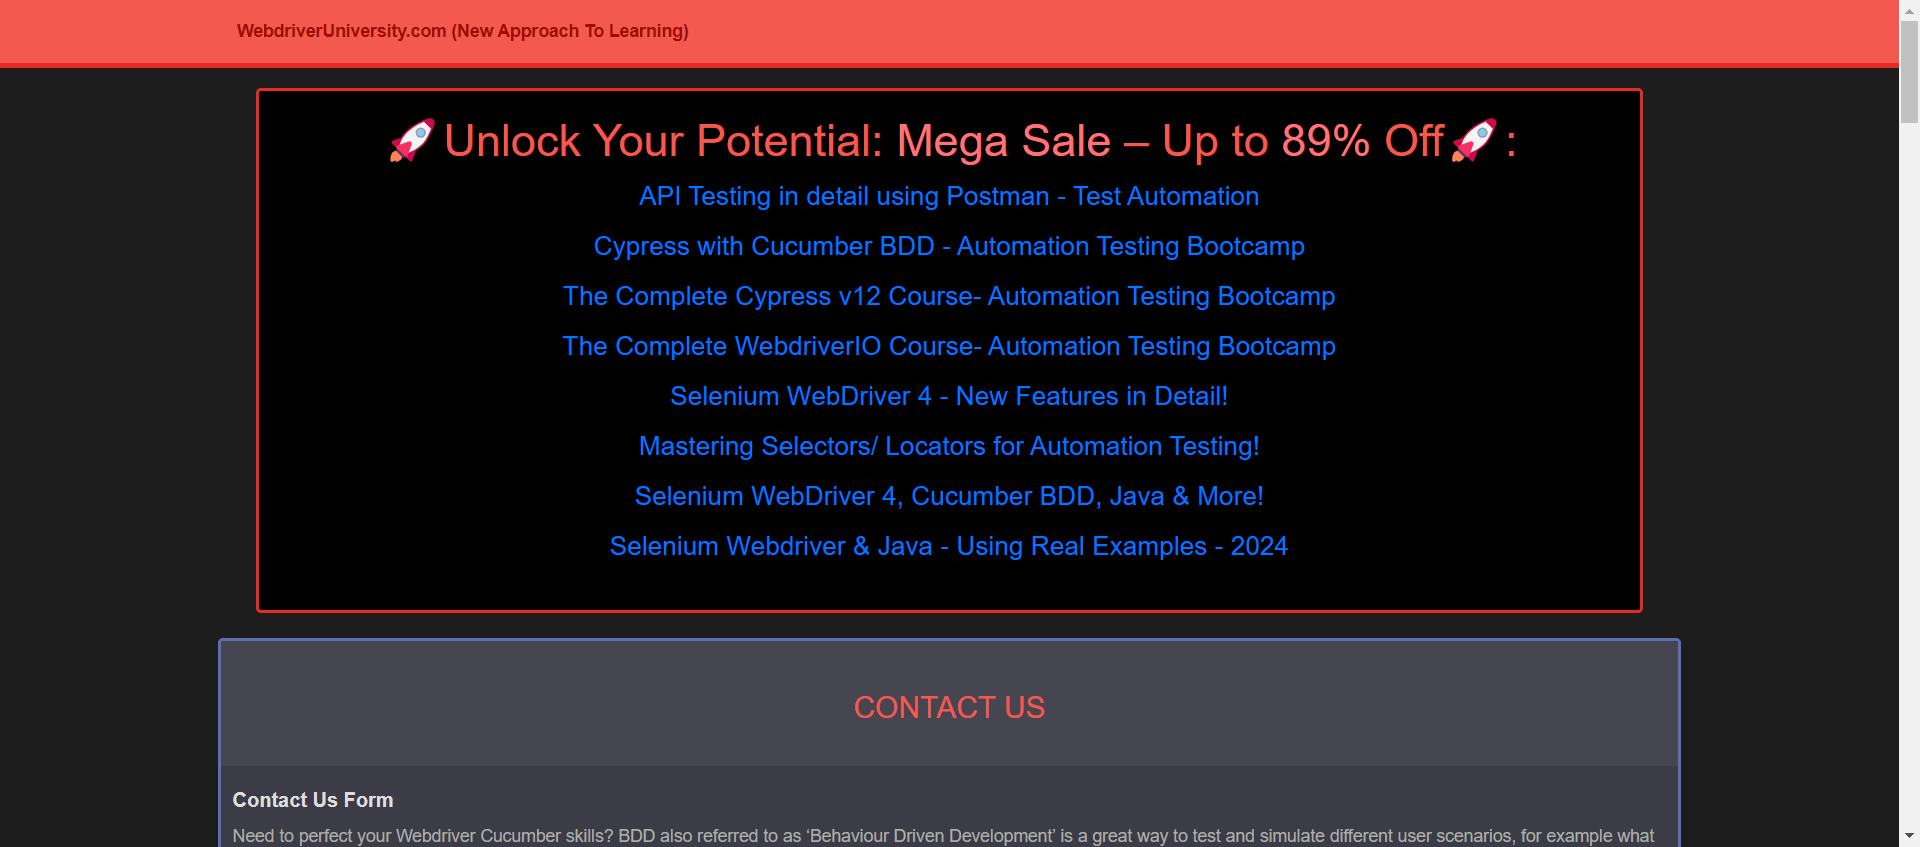 WebdriverUniversity.com (New Approach To Learning)
🚀Unlock Your Potential: Mega Sale – Up to 89% Off🚀:
API Testing in detail using Postman - Test Automation
Cypress with Cucumber BDD - Automation Testing Bootcamp
The Complete Cypress v12 Course- Automation Testing Bootcamp
The Complete WebdriverIO Course- Automation Testing Bootcamp
Selenium WebDriver 4 - New Features in Detail!
Mastering Selectors/ Locators for Automation Testing!
Selenium WebDriver 4, Cucumber BDD, Java & More!
Selenium Webdriver & Java - Using Real Examples - 2024
CONTACT US
Contact Us Form
Need to perfect your Webdriver Cucumber skills? BDD also referred to as ‘Behaviour Driven Development’ is a great way to test and simulate different user scenarios, for example what